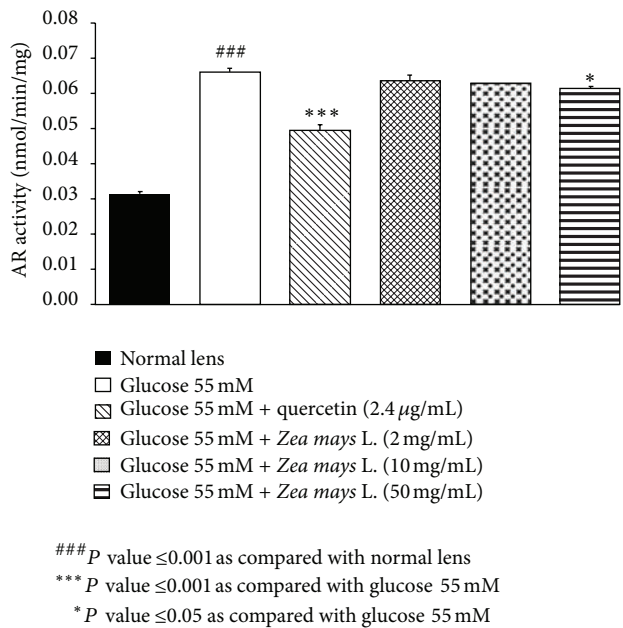 0.08
0.07
0.06
0.05
0.04
0.03
0.02
0.01
0.00
AR activity (nmol/min/mg)
###
***
*
Normal lens
Glucose 55 mM
Glucose 55 mM + quercetin (2.4 μg/mL)
Glucose 55 mM + Zea mays L. (2 mg/mL)
Glucose 55 mM + Zea mays L. (10 mg/mL)
Glucose 55 mM + Zea mays L. (50 mg/mL)
###P value ≤0.001 as compared with normal lens
***P value ≤0.001 as compared with glucose 55 mM
*P value ≤0.05 as compared with glucose 55 mM